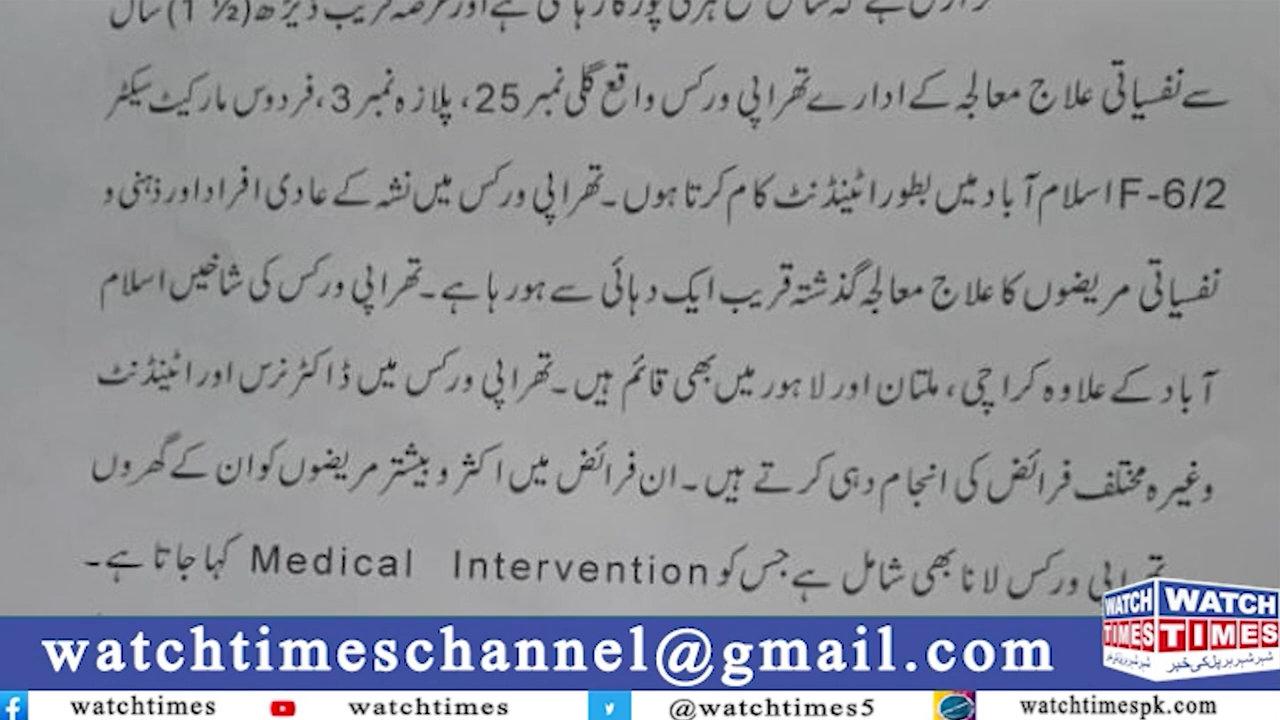 سال (1 ½) ڈیڑھ
سے نفسیاتی علاج معالجہ کے ادارے تھراپی ورکس واقع گلی نمبر 25، پلازہ نمبر 3، فردوس مارکیٹ سیکٹر
F-6/2 اسلام آباد میں بطور اٹینڈنٹ کام کرتا ہوں۔ تھراپی ورکس میں نشہ کے عادی افراد اور ذہنی و
نفسیاتی مریضوں کا علاج معالجہ گذشتہ قریب ایک دہائی سے ہو رہا ہے۔ تھراپی ورکس کی شاخیں اسلام
آباد کے علاوہ کراچی، ملتان اور لاہور میں بھی قائم ہیں۔ تھراپی ورکس میں ڈاکٹر نرس اور اٹینڈنٹ
وغیرہ مختلف فرائض کی انجام دہی کرتے ہیں۔ ان فرائض میں اکثر و بیشتر مریضوں کو ان کے گھروں
تھراپی ورکس لانا بھی شامل ہے جس کو Medical Intervention کہا جاتا ہے۔
watchtimeschannel@gmail.com
WATCH TIMES
WATCH TIMES
watchtimes
watchtimes
@watchtimes5
watchtimespk.com